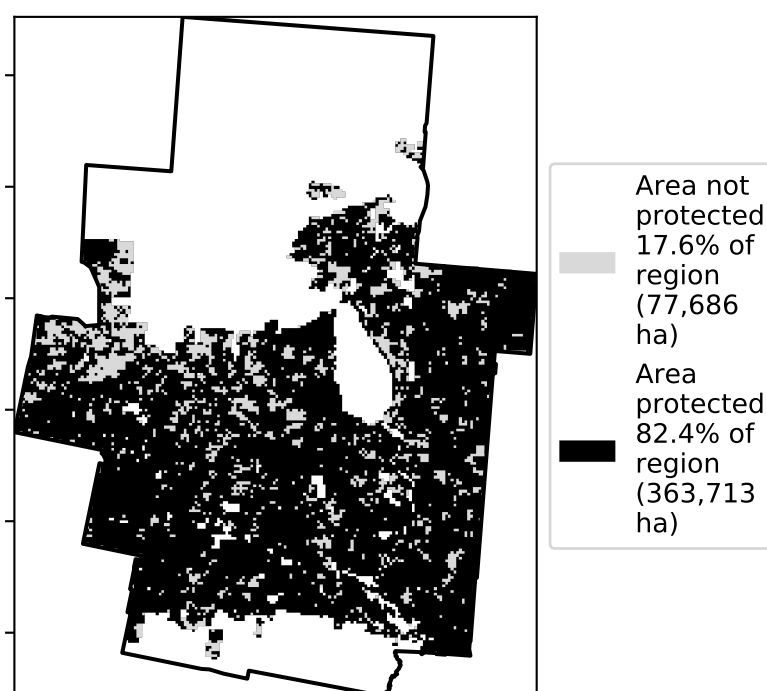 Area not
protected
17.6% of
region
(77,686
ha)
Area
protected
82.4% of
region
(363,713
ha)